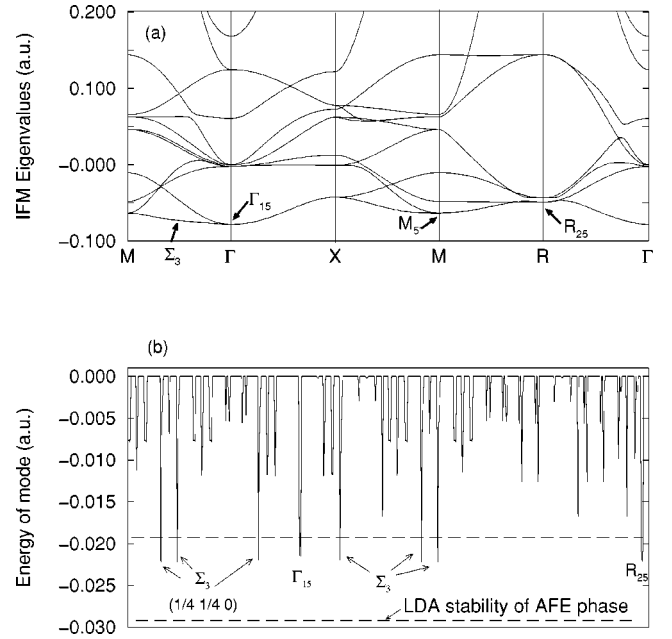 0.200
(a)
0.100
-0.000
-0.100
IFM Eigenvalues (a.u.)
Γ15
Σ3
M5
R25
M Γ X M R Γ
(b)
0.000
-0.005
-0.010
-0.015
-0.020
-0.025
-0.030
Energy of mode (a.u.)
Σ3
(1/4 1/4 0)
Γ15
Σ3
R25
LDA stability of AFE phase